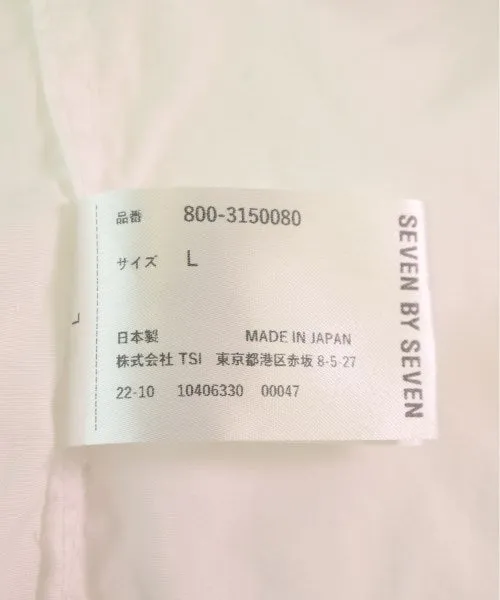 品番 800-3150080
サイズ L
日本製 MADE IN JAPAN
株式会社 TSI 東京都港区赤坂 8-5-27
22-10 10406330 00047
SEVEN BY SEVEN
L